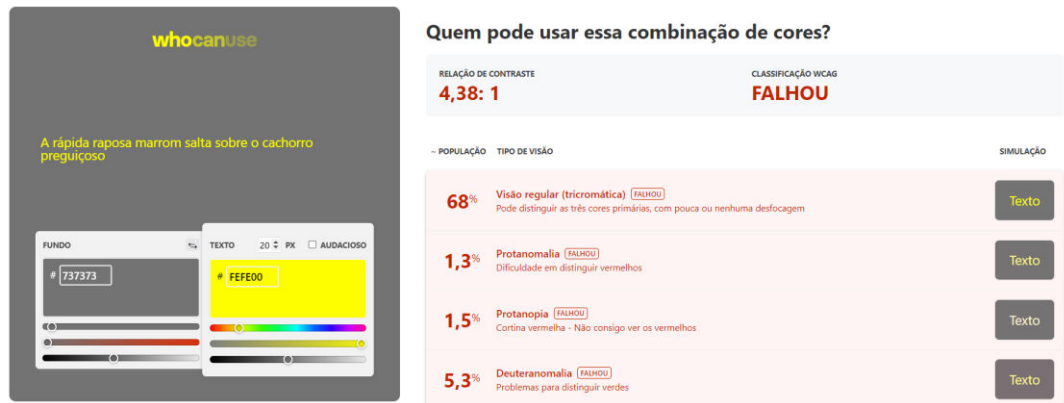 whocanuse
A rápida raposa marrom salta sobre o cachorro
preguiçoso
FUNDO
# 737373
TEXTO 20 PX AUDACIOSO
# FEFE00
Quem pode usar essa combinação de cores?
RELAÇÃO DE CONTRASTE
4,38: 1
CLASSIFICAÇÃO WCAG
FALHOU
~ POPULAÇÃO TIPO DE VISÃO SIMULAÇÃO
68% Visão regular (tricromática) FALHOU
Pode distinguir as três cores primárias, com pouca ou nenhuma desfocagem
Texto
1,3% Protanomalia FALHOU
Dificuldade em distinguir vermelhos
Texto
1,5% Protanopia FALHOU
Cortina vermelha - Não consigo ver os vermelhos
Texto
5,3% Deuteranomalia FALHOU
Problemas para distinguir verdes
Texto